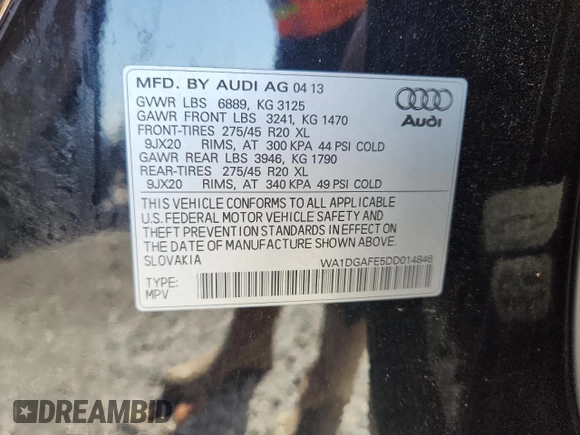 MFD. BY AUDI AG 04 13
GVWR LBS 6889, KG 3125
GAWR FRONT LBS 3241, KG 1470
FRONT-TIRES 275/45 R20 XL
9JX20 RIMS, AT 300 KPA 44 PSI COLD
GAWR REAR LBS 3946, KG 1790
REAR-TIRES 275/45 R20 XL
9JX20 RIMS, AT 340 KPA 49 PSI COLD
Audi
THIS VEHICLE CONFORMS TO ALL APPLICABLE
U.S. FEDERAL MOTOR VEHICLE SAFETY AND
THEFT PREVENTION STANDARDS IN EFFECT ON
THE DATE OF MANUFACTURE SHOWN ABOVE.
SLOVAKIA
WA1DGAFE5DD014846
TYPE:
MPV
DREAMBID